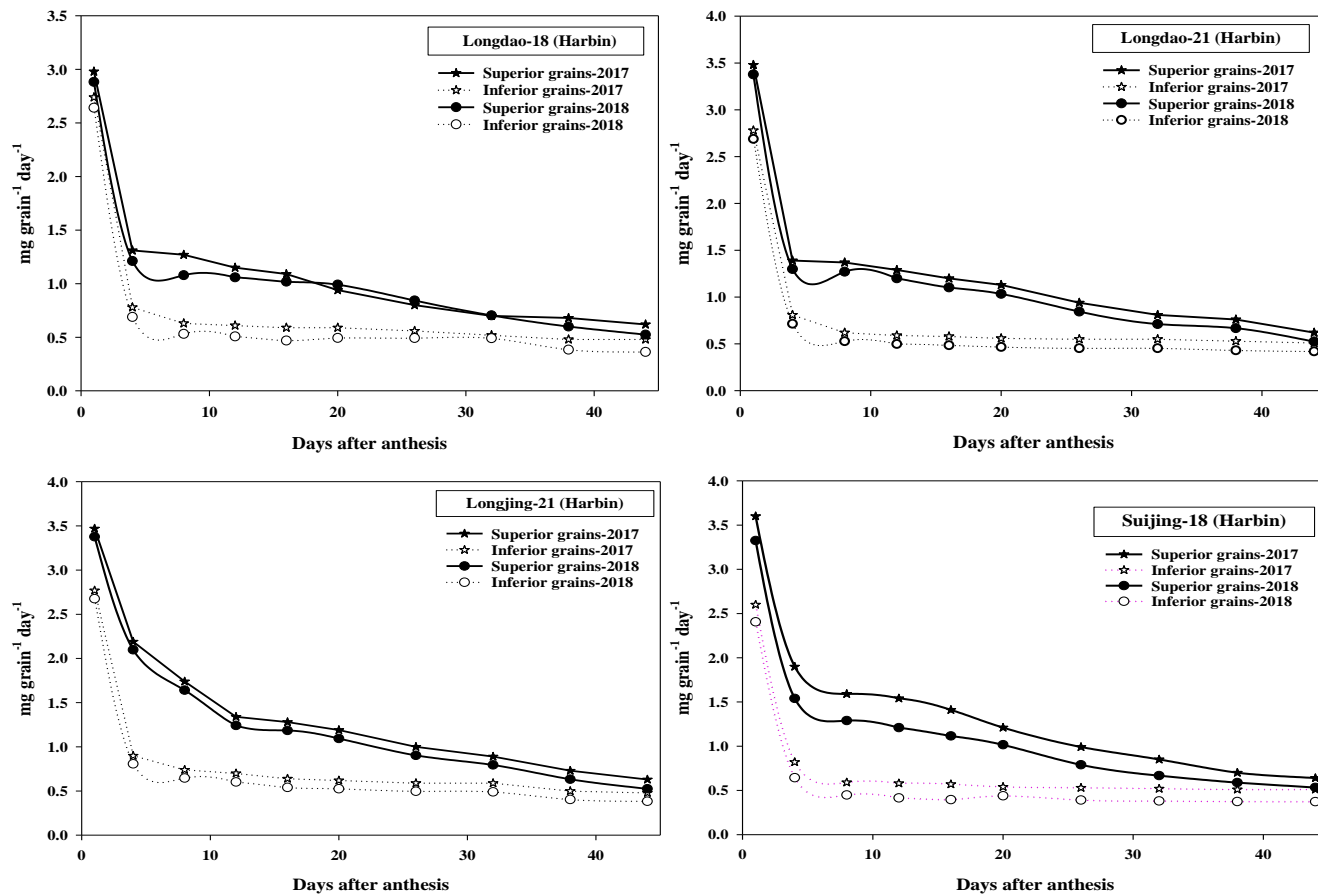 Longdao-18 (Harbin)
Superior grains-2017
Inferior grains-2017
Superior grains-2018
Inferior grains-2018
3.5
3.0
2.5
2.0
1.5
1.0
0.5
0.0
mg grain⁻¹ day⁻¹
0 10 20 30 40
Days after anthesis
Longdao-21 (Harbin)
Superior grains-2017
Inferior grains-2017
Superior grains-2018
Inferior grains-2018
4.0
3.5
3.0
2.5
2.0
1.5
1.0
0.5
0.0
mg grain⁻¹ day⁻¹
0 10 20 30 40
Days after anthesis
Longjing-21 (Harbin)
Superior grains-2017
Inferior grains-2017
Superior grains-2018
Inferior grains-2018
4.0
3.5
3.0
2.5
2.0
1.5
1.0
0.5
0.0
mg grain⁻¹ day⁻¹
0 10 20 30 40
Days after anthesis
Suijing-18 (Harbin)
Superior grains-2017
Inferior grains-2017
Superior grains-2018
Inferior grains-2018
4.0
3.5
3.0
2.5
2.0
1.5
1.0
0.5
0.0
mg grain⁻¹ day⁻¹
0 10 20 30 40
Days after anthesis